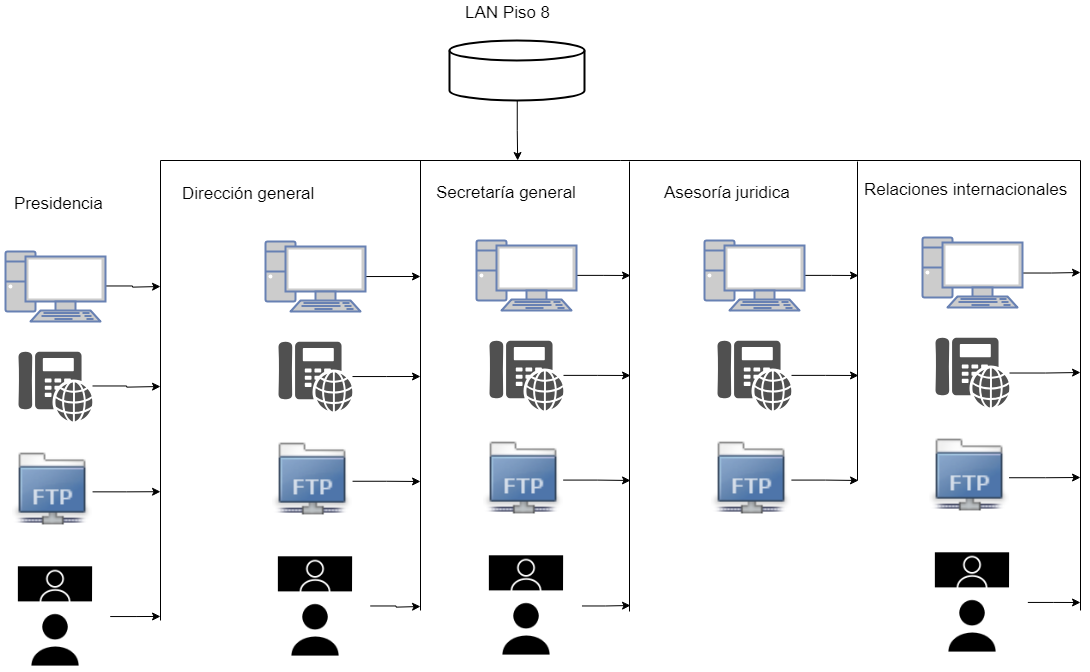 LAN Piso 8
Presidencia
Dirección general
Secretaría general
Asesoría juridica
Relaciones internacionales
FTP
FTP
FTP
FTP
FTP